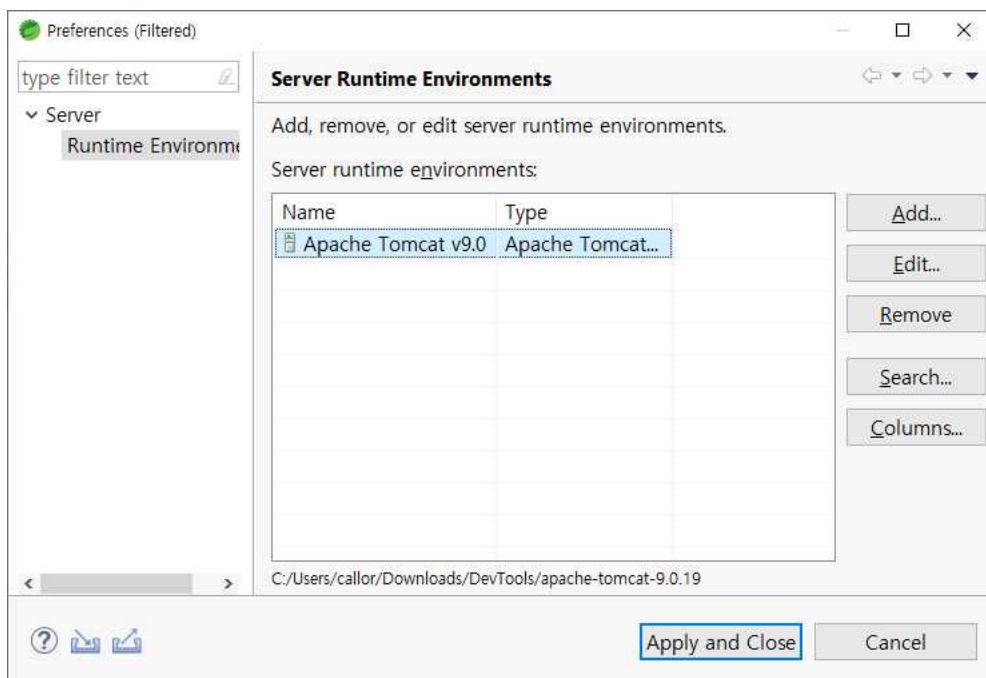 Preferences (Filtered)
type filter text
Server
Runtime Environme
Server Runtime Environments
Add, remove, or edit server runtime environments.
Server runtime environments:
Name Type
Apache Tomcat v9.0 Apache Tomcat...
Add...
Edit...
Remove
Search...
Columns...
C:/Users/callor/Downloads/DevTools/apache-tomcat-9.0.19
Apply and Close Cancel